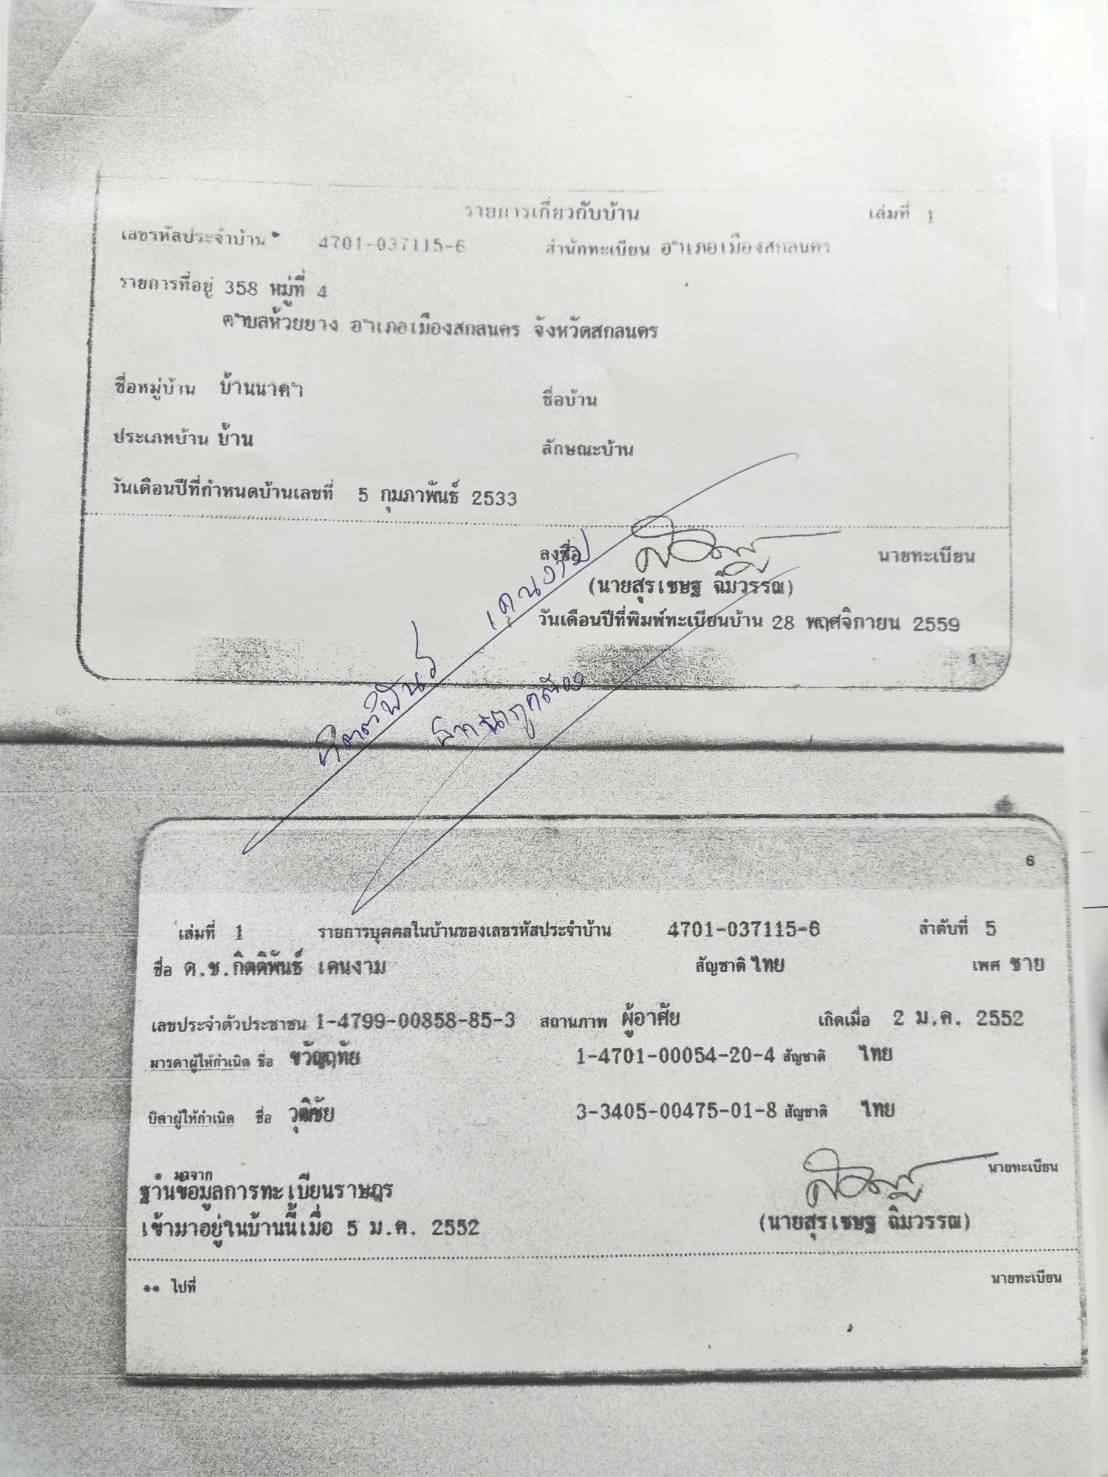 รายการเกี่ยวกับบ้าน เล่มที่ 1
เลขรหัสประจำบ้าน 4701-037115-6 สำนักทะเบียน อำเภอเมืองสกลนคร
รายการที่อยู่ 358 หมู่ที่ 4
ตำบลห้วยยาง อำเภอเมืองสกลนคร จังหวัดสกลนคร
ชื่อหมู่บ้าน บ้านนาคำ ชื่อบ้าน
ประเภทบ้าน บ้าน ลักษณะบ้าน
วันเดือนปีที่กำหนดบ้านเลขที่ 5 กุมภาพันธ์ 2533
ลงชื่อ นายทะเบียน
(นายสุรเชษฐ ฉิมวรรณ)
วันเดือนปีที่พิมพ์ทะเบียนบ้าน 28 พฤศจิกายน 2559
1
กิตติพันธ์ เคนงาม
สำเนาถูกต้อง
6
เล่มที่ 1 รายการบุคคลในบ้านของเลขรหัสประจำบ้าน 4701-037115-6 ลำดับที่ 5
ชื่อ ด.ช.กิตติพันธ์ เคนงาม สัญชาติ ไทย เพศ ชาย
เลขประจำตัวประชาชน 1-4799-00858-85-3 สถานภาพ ผู้อาศัย เกิดเมื่อ 2 ม.ค. 2552
มารดาผู้ให้กำเนิด ชื่อ ขวัญฤทัย 1-4701-00054-20-4 สัญชาติ ไทย
บิดาผู้ให้กำเนิด ชื่อ วุฒิชัย 3-3405-00475-01-8 สัญชาติ ไทย
* มาจาก นายทะเบียน
ฐานข้อมูลการทะเบียนราษฎร
เข้ามาอยู่ในบ้านนี้เมื่อ 5 ม.ค. 2552 (นายสุรเชษฐ ฉิมวรรณ)
** ไปที่ นายทะเบียน